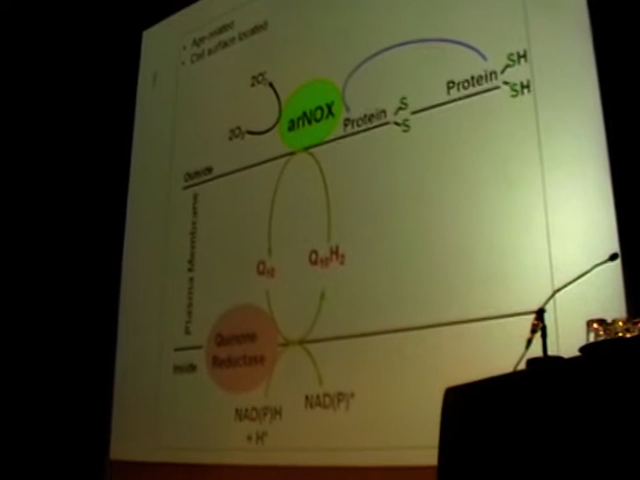 • Age-related
• Cell surface located
2O₂⁻
2O₂
arNOX
Protein
S
S
Protein
SH
SH
Outside
Plasma Membrane
Q₁₀
Q₁₀H₂
Quinone
Reductase
Inside
NAD(P)H
+ H⁺
NAD(P)⁺